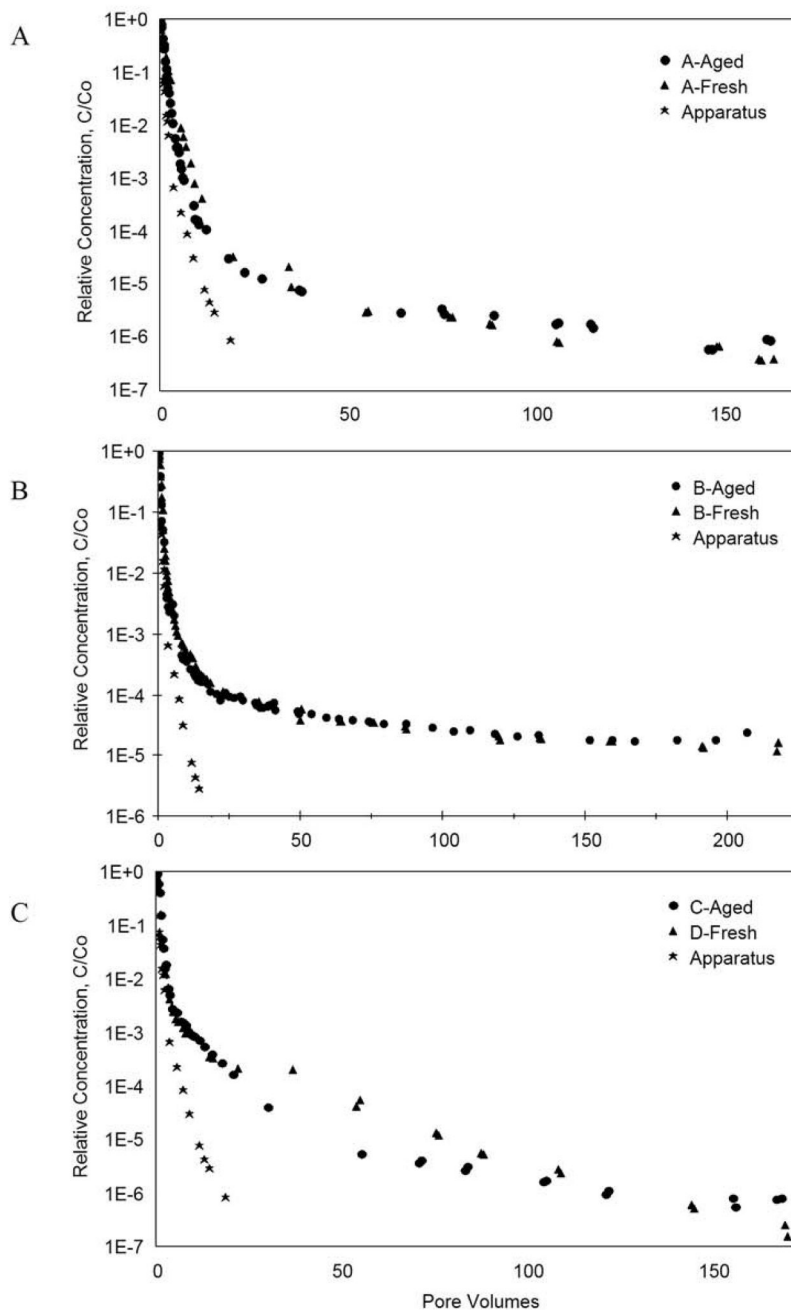 A
Relative Concentration, C/Co
1E+0
1E-1
1E-2
1E-3
1E-4
1E-5
1E-6
1E-7
A-Aged
A-Fresh
Apparatus
0 50 100 150
B
Relative Concentration, C/Co
1E+0
1E-1
1E-2
1E-3
1E-4
1E-5
1E-6
B-Aged
B-Fresh
Apparatus
0 50 100 150 200
C
Relative Concentration, C/Co
1E+0
1E-1
1E-2
1E-3
1E-4
1E-5
1E-6
1E-7
C-Aged
D-Fresh
Apparatus
0 50 100 150
Pore Volumes